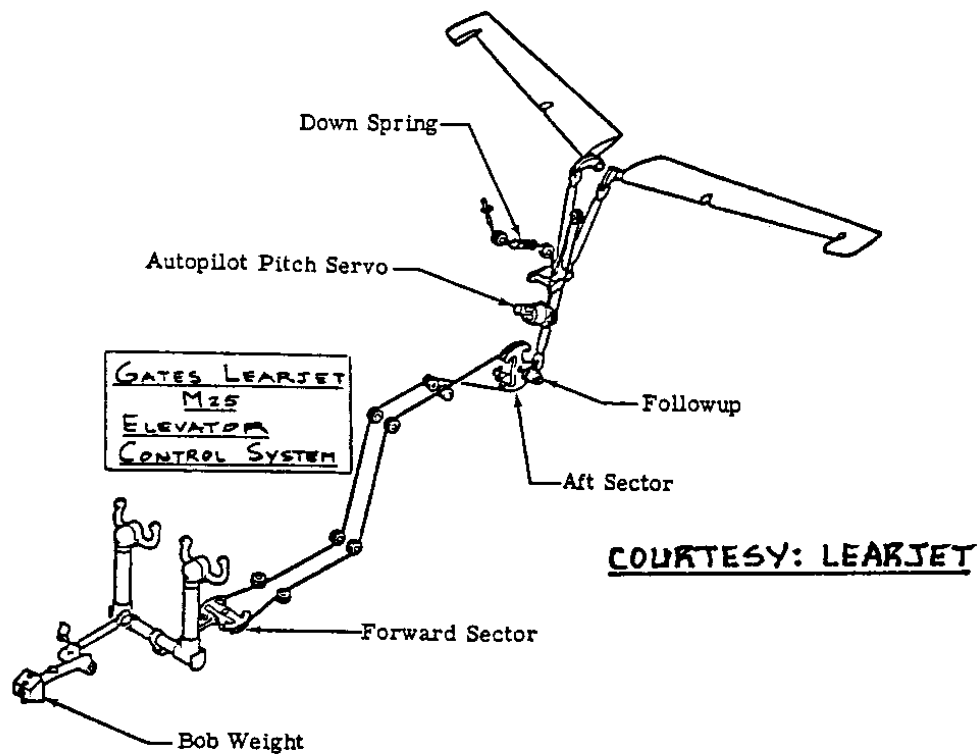 Down Spring
Autopilot Pitch Servo
GATES LEARJET
M25
ELEVATOR
CONTROL SYSTEM
Followup
Aft Sector
COURTESY: LEARJET
Forward Sector
Bob Weight